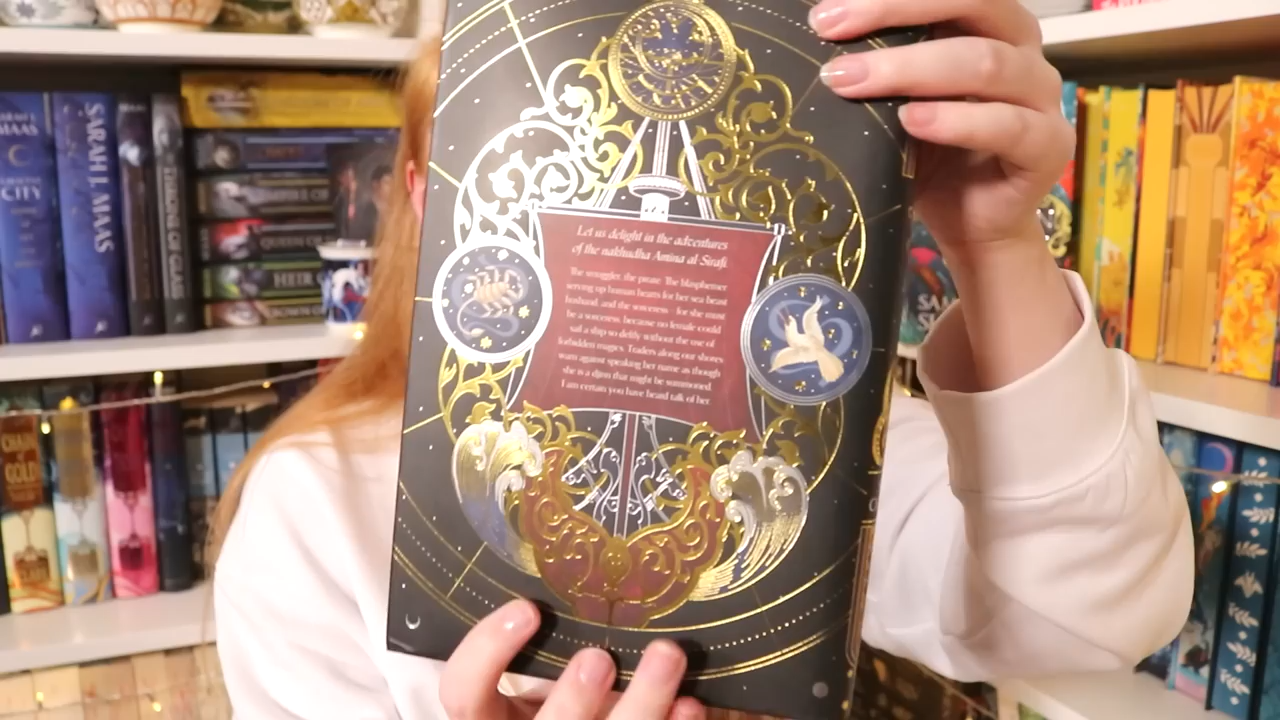 Let us delight in the adventures
of the nakhudha Amina al-Sirafi.
The smuggler, the pirate. The blasphemer
serving up human hearts for her sea-beast
husband, and the sorceress - for she must
be a sorceress, because no female could
sail a ship so deftly without the use of
forbidden magics. Traders along our shores
warn against speaking her name as though
she is a djinn that might be summoned.
I am certain you have heard talk of her.
MAAS
C
CITY
SARAH J. MAAS
THRONE OF GLASS
QUEEN
HEIR
CHAIN
of
GOLD